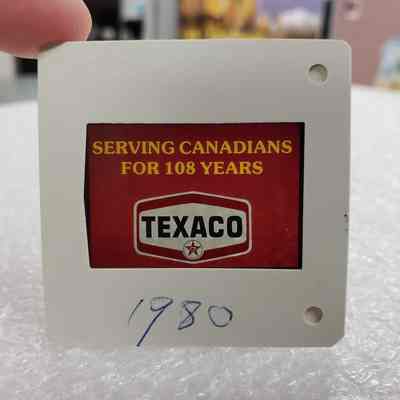 SERVING CANADIANS
FOR 108 YEARS
TEXACO
T
1980